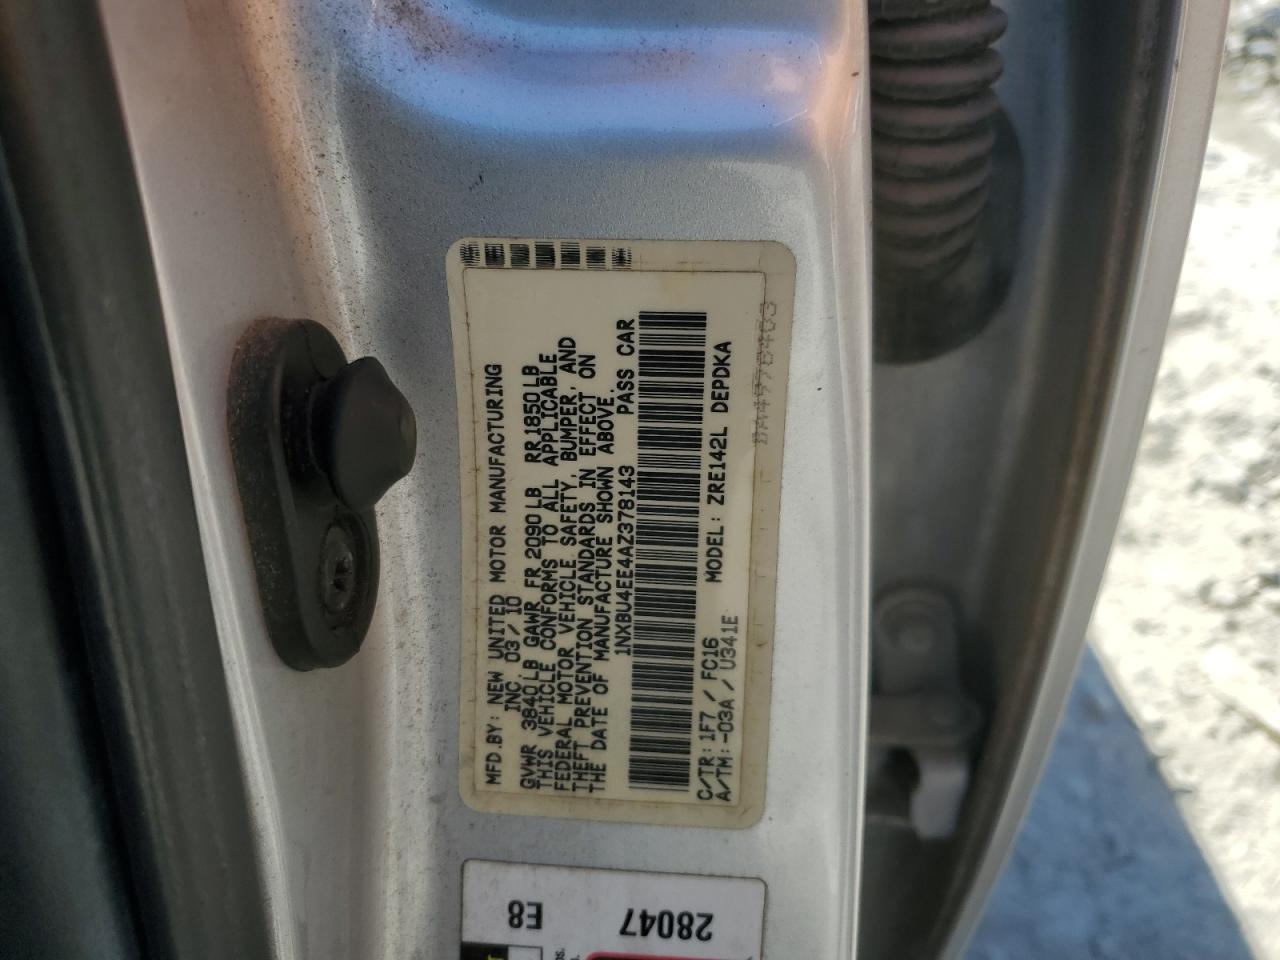 MFD.BY: NEW UNITED MOTOR MANUFACTURING
INC 03/10
GVWR 3840LB GAWR FR 2090LB RR1850LB
THIS VEHICLE CONFORMS TO ALL APPLICABLE
FEDERAL MOTOR VEHICLE SAFETY, BUMPER, AND
THEFT PREVENTION STANDARDS IN EFFECT ON
THE DATE OF MANUFACTURE SHOWN ABOVE.
1NXBU4EE4AZ378143 PASS CAR
C/TR: 1F7 / FC16 MODEL: ZRE142L DEPDKA
A/TM: -03A / U341E
28047
E8